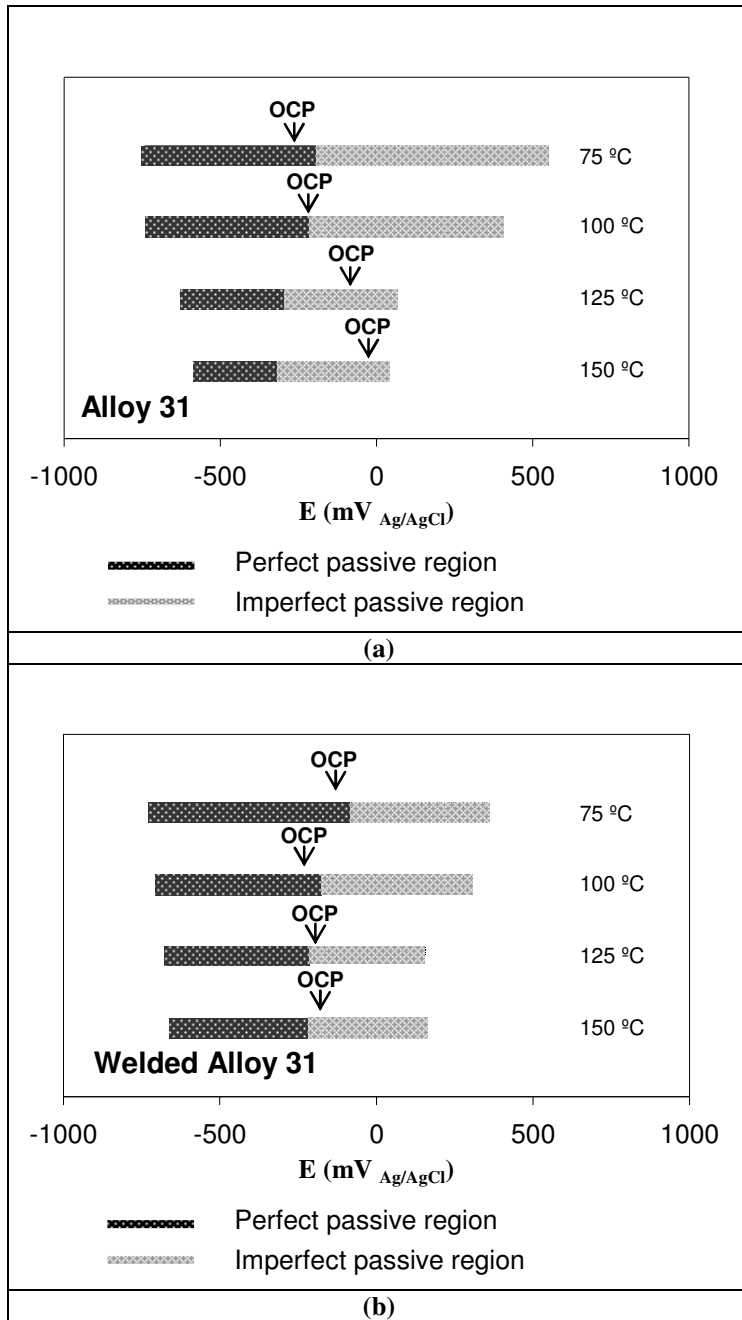 OCP
75 ºC
OCP
100 ºC
OCP
125 ºC
OCP
150 ºC
Alloy 31
-1000 -500 0 500 1000
E (mV Ag/AgCl)
Perfect passive region
Imperfect passive region
(a)
OCP
75 ºC
OCP
100 ºC
OCP
125 ºC
OCP
150 ºC
Welded Alloy 31
-1000 -500 0 500 1000
E (mV Ag/AgCl)
Perfect passive region
Imperfect passive region
(b)